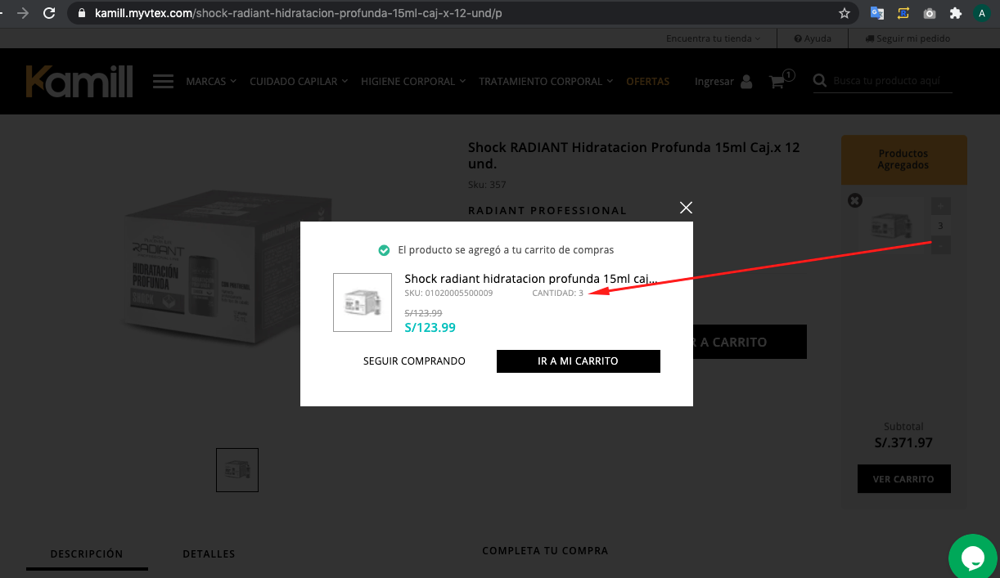 kamill.myvtex.com/shock-radiant-hidratacion-profunda-15ml-caj-x-12-und/p
A
Encuentra tu tienda
Ayuda
Seguir mi pedido
Kamill
MARCAS
CUIDADO CAPILAR
HIGIENE CORPORAL
TRATAMIENTO CORPORAL
OFERTAS
Ingresar
1
Busca tu producto aquí
Shock RADIANT Hidratacion Profunda 15ml Caj.x 12
und.
Sku: 357
RADIANT PROFESSIONAL
RADIANT
HIDRATACIÓN
PROFUNDA
SHOCK
Productos
Agregados
+
3
-
El producto se agregó a tu carrito de compras
Shock radiant hidratacion profunda 15ml caj...
SKU: 01020005500009
CANTIDAD: 3
S/123.99
S/123.99
SEGUIR COMPRANDO
IR A MI CARRITO
R A CARRITO
Subtotal
S/.371.97
VER CARRITO
DESCRIPCIÓN
DETALLES
COMPLETA TU COMPRA